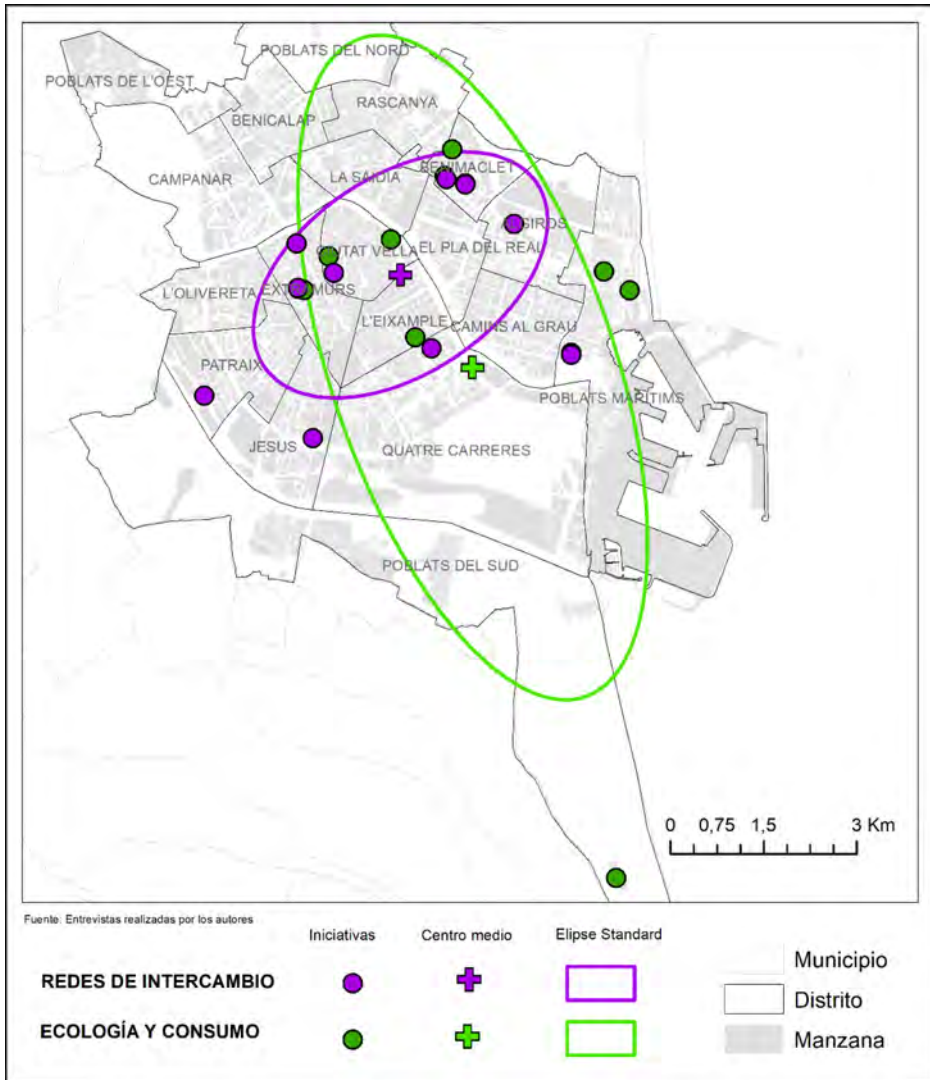 POBLATS DEL NORD
POBLATS DE L'OEST
RASCANYA
BENICALAP
BENIMACLET
LA SAIDIA
CAMPANAR
ALGIROS
CIUTAT VELLA
EL PLA DEL REAL
L'OLIVERETA
EXTRAMURS
L'EIXAMPLE
CAMINS AL GRAU
PATRAIX
POBLATS MARITIMS
JESUS
QUATRE CARRERES
POBLATS DEL SUD
0 0,75 1,5 3 Km
Fuente: Entrevistas realizadas por los autores
Iniciativas Centro medio Elipse Standard
REDES DE INTERCAMBIO
ECOLOGÍA Y CONSUMO
Municipio
Distrito
Manzana